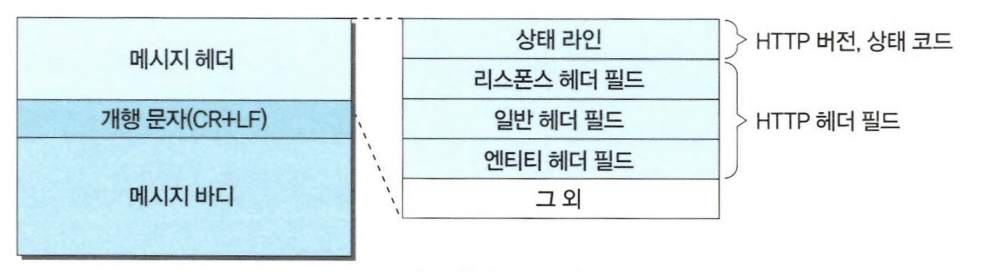 메시지 헤더
개행 문자(CR+LF)
메시지 바디
상태 라인
리스폰스 헤더 필드
일반 헤더 필드
엔티티 헤더 필드
그 외
HTTP 버전, 상태 코드
HTTP 헤더 필드